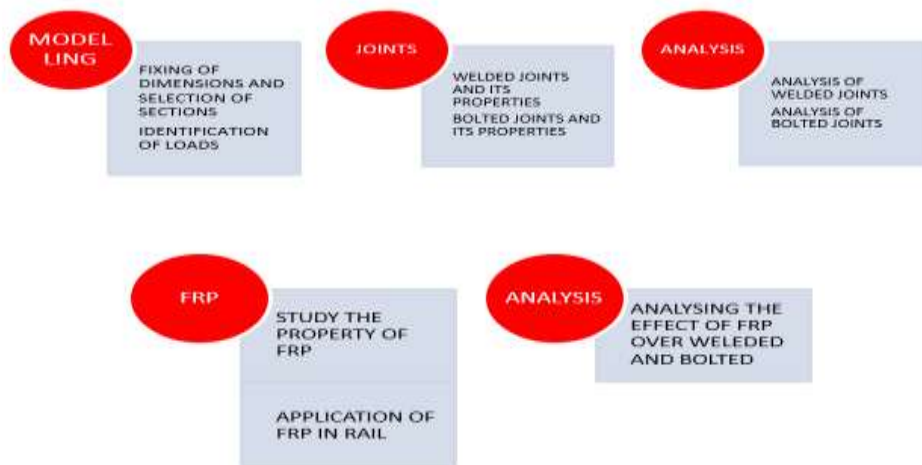 MODEL
LING
FIXING OF
DIMENSIONS AND
SELECTION OF
SECTIONS
IDENTIFICATION
OF LOADS
JOINTS
WELDED JOINTS
AND ITS
PROPERTIES
BOLTED JOINTS AND
ITS PROPERTIES
ANALYSIS
ANALYSIS OF
WELDED JOINTS
ANALYSIS OF
BOLTED JOINTS
FRP
STUDY THE
PROPERTY OF
FRP
APPLICATION OF
FRP IN RAIL
ANALYSIS
ANALYSING THE
EFFECT OF FRP
OVER WELEDED
AND BOLTED